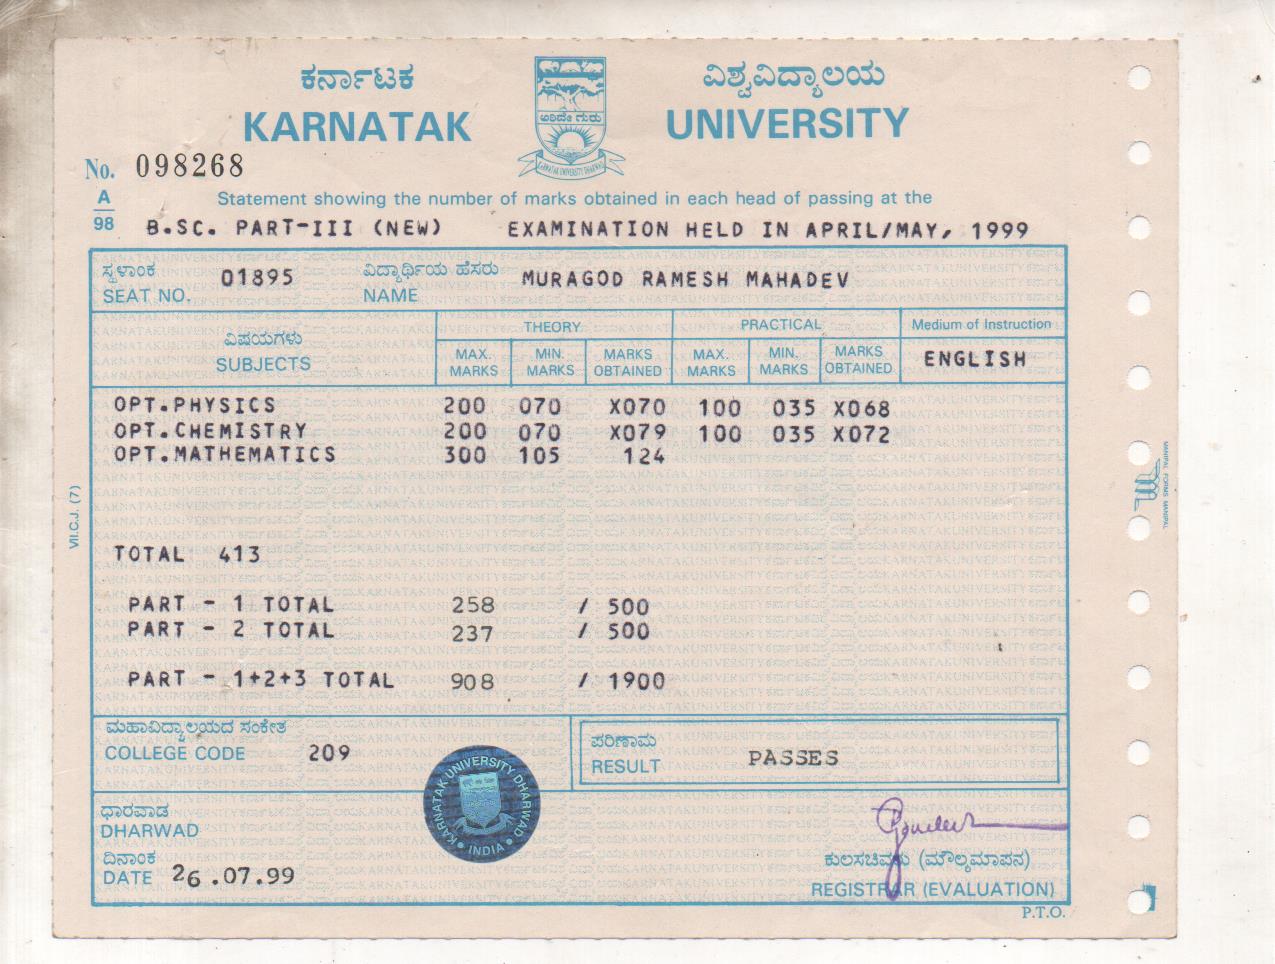 ಕರ್ನಾಟಕ ವಿಶ್ವವಿದ್ಯಾಲಯ
KARNATAK UNIVERSITY
ಅರಿವೇ ಗುರು
KARNATAK UNIVERSITY DHARWAD
No. 098268
A
98
Statement showing the number of marks obtained in each head of passing at the
B.SC. PART-III (NEW) EXAMINATION HELD IN APRIL/MAY, 1999
ಸ್ಥಳಾಂಕ 01895 ವಿದ್ಯಾರ್ಥಿಯ ಹೆಸರು MURAGOD RAMESH MAHADEV
SEAT NO. NAME
ವಿಷಯಗಳು
SUBJECTS
THEORY PRACTICAL Medium of Instruction
MAX. MARKS MIN. MARKS MARKS OBTAINED MAX. MARKS MIN. MARKS MARKS OBTAINED ENGLISH
OPT.PHYSICS 200 070 X070 100 035 X068
OPT.CHEMISTRY 200 070 X079 100 035 X072
OPT.MATHEMATICS 300 105 124
VII.C.J. (7)
MANIPAL FORMS MANIPAL
TOTAL 413
PART - 1 TOTAL 258 / 500
PART - 2 TOTAL 237 / 500
PART - 1+2+3 TOTAL 908 / 1900
ಮಹಾವಿದ್ಯಾಲಯದ ಸಂಕೇತ
COLLEGE CODE 209
ಪರಿಣಾಮ
RESULT PASSES
KARNATAK UNIVERSITY DHARWAD
INDIA
ಧಾರವಾಡ
DHARWAD
ದಿನಾಂಕ
DATE 26.07.99
ಕುಲಸಚಿವರು (ಮೌಲ್ಯಮಾಪನ)
REGISTRAR (EVALUATION)
P.T.O.